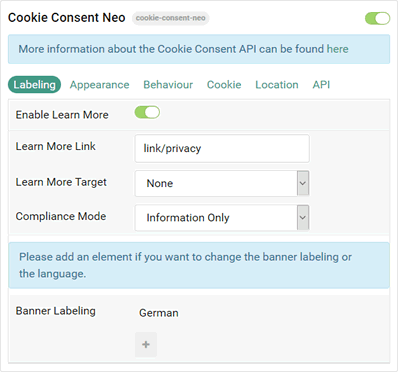 Cookie Consent Neo cookie-consent-neo
More information about the Cookie Consent API can be found here
Labeling Appearance Behaviour Cookie Location API
Enable Learn More
Learn More Link link/privacy
Learn More Target None
Compliance Mode Information Only
Please add an element if you want to change the banner labeling or
the language.
Banner Labeling German
+